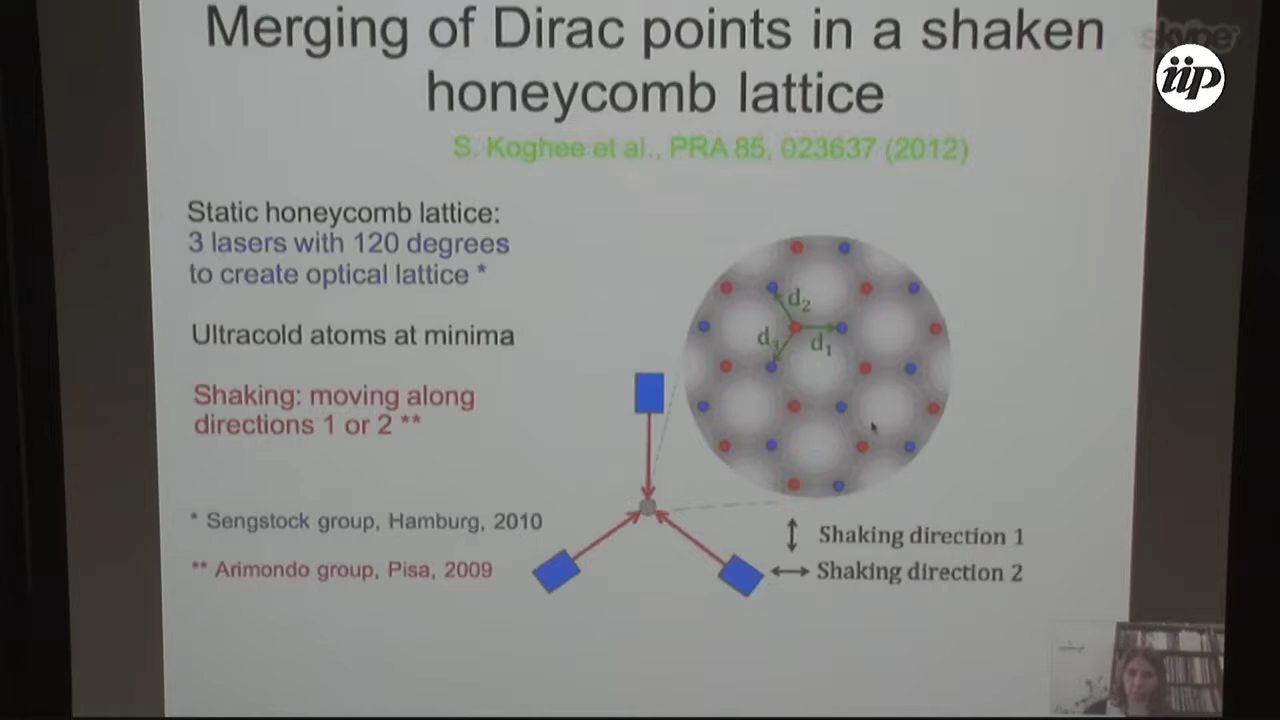 Merging of Dirac points in a shaken
honeycomb lattice
skype
iip
S. Koghee et al., PRA 85, 023637 (2012)
Static honeycomb lattice:
3 lasers with 120 degrees
to create optical lattice *
Ultracold atoms at minima
Shaking: moving along
directions 1 or 2 **
* Sengstock group, Hamburg, 2010
** Arimondo group, Pisa, 2009
d₂
d₃ d₁
Shaking direction 1
Shaking direction 2